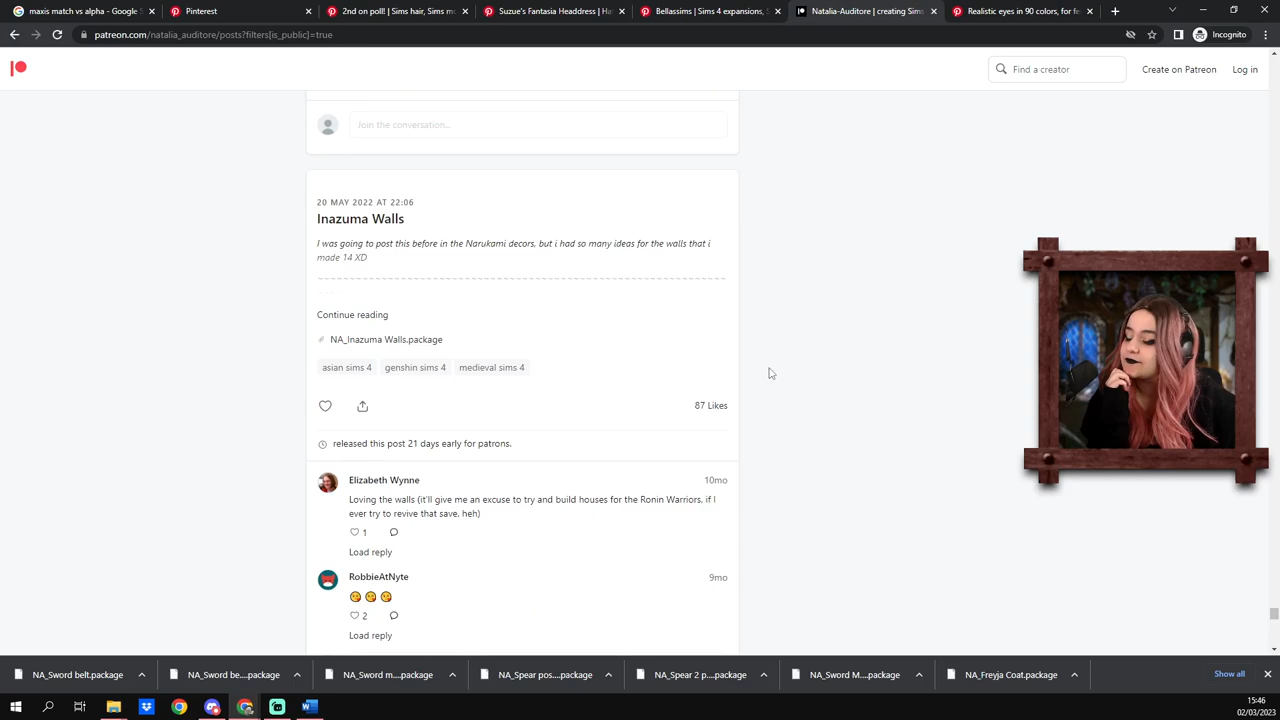 maxis match vs alpha - Google S
Pinterest
2nd on poll! | Sims hair, Sims mo
Suzue's Fantasia Headdress | Ha
Bellassims | Sims 4 expansions, S
Natalia-Auditore | creating Sims
Realistic eyes in 90 colors, for fe
patreon.com/natalia_auditore/posts?filters[is_public]=true
Incognito
Find a creator
Create on Patreon
Log in
Join the conversation...
20 MAY 2022 AT 22:06
Inazuma Walls
I was going to post this before in the Narukami decors, but i had so many ideas for the walls that i
made 14 XD
Continue reading
NA_Inazuma Walls.package
asian sims 4
genshin sims 4
medieval sims 4
87 Likes
released this post 21 days early for patrons.
Elizabeth Wynne
10mo
Loving the walls (it'll give me an excuse to try and build houses for the Ronin Warriors, if I
ever try to revive that save, heh)
1
Load reply
RobbieAtNyte
9mo
😋 😋 😋
2
Load reply
NA_Sword belt.package
NA_Sword be....package
NA_Sword m....package
NA_Spear pos....package
NA_Spear 2 p....package
NA_Sword M....package
NA_Freyja Coat.package
Show all
15:46
02/03/2023